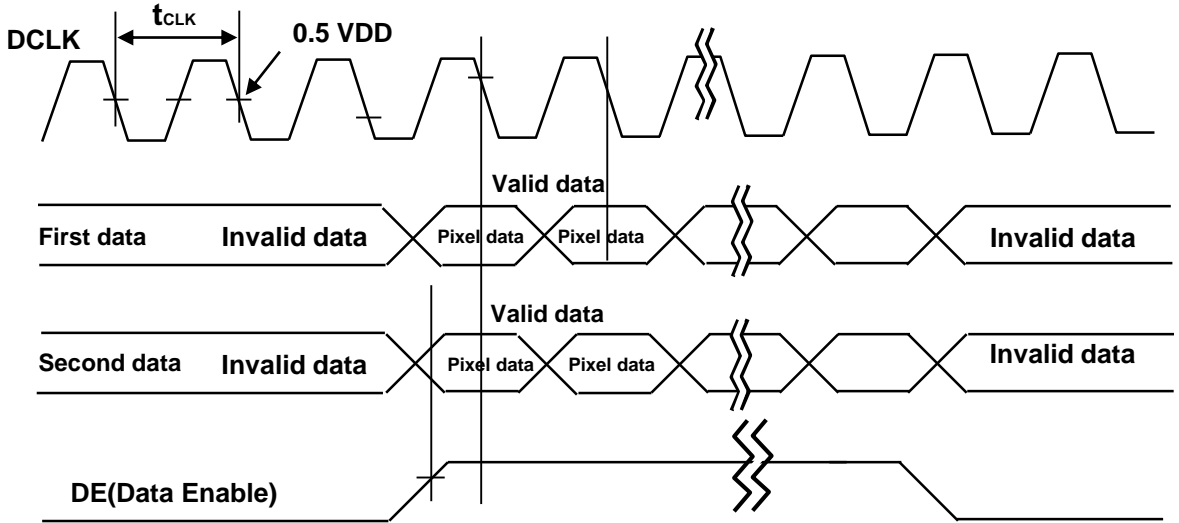 tCLK
DCLK
0.5 VDD
Valid data
First data
Invalid data
Pixel data
Pixel data
Invalid data
Valid data
Second data
Invalid data
Pixel data
Pixel data
Invalid data
DE(Data Enable)